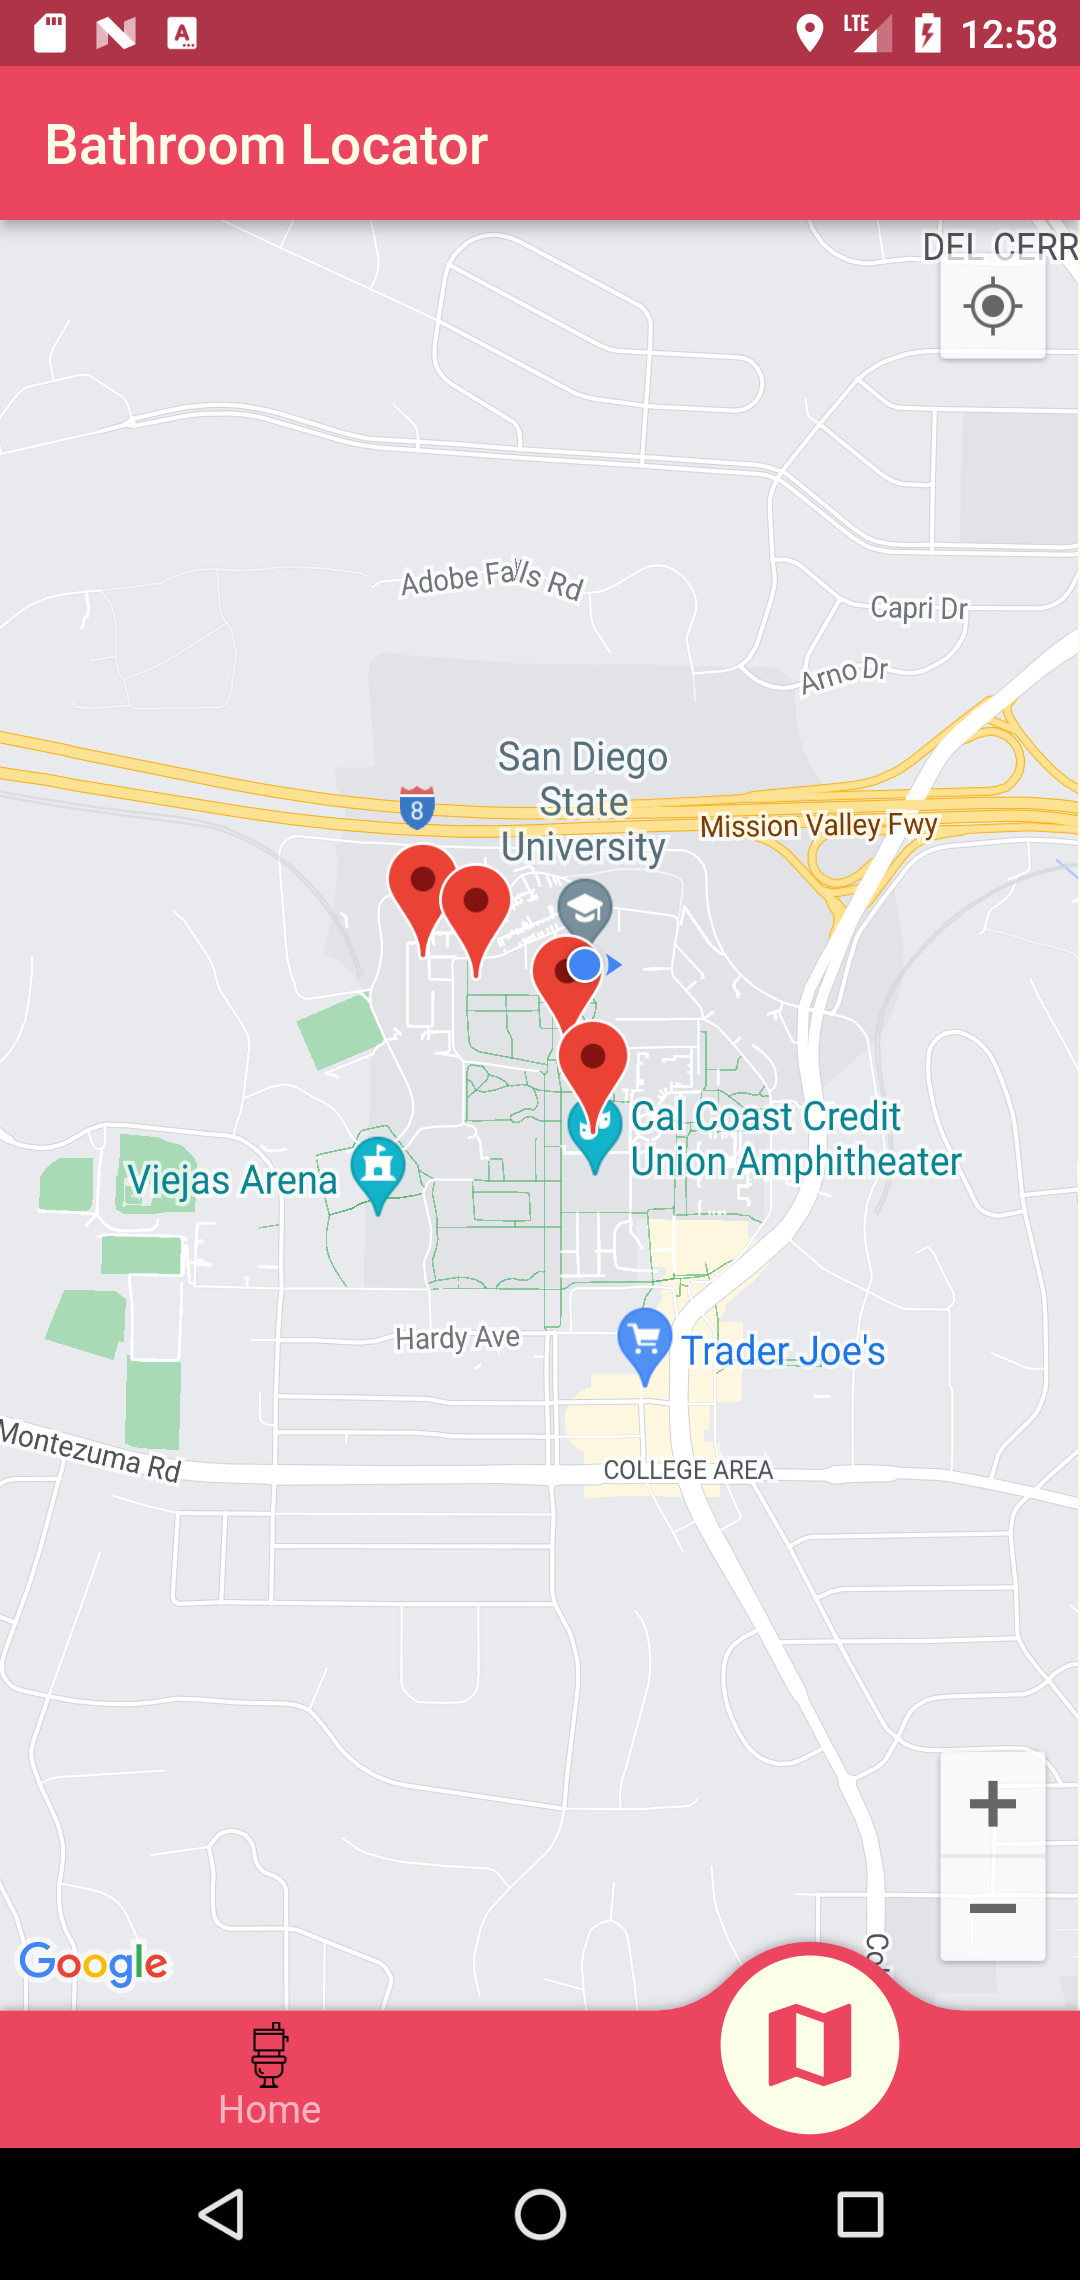 LTE 12:58
Bathroom Locator
DEL CERR
Adobe Falls Rd
Capri Dr
Arno Dr
San Diego
State
University
8
Mission Valley Fwy
Cal Coast Credit
Union Amphitheater
Viejas Arena
Hardy Ave
Trader Joe's
Montezuma Rd
COLLEGE AREA
Col
Google
Home